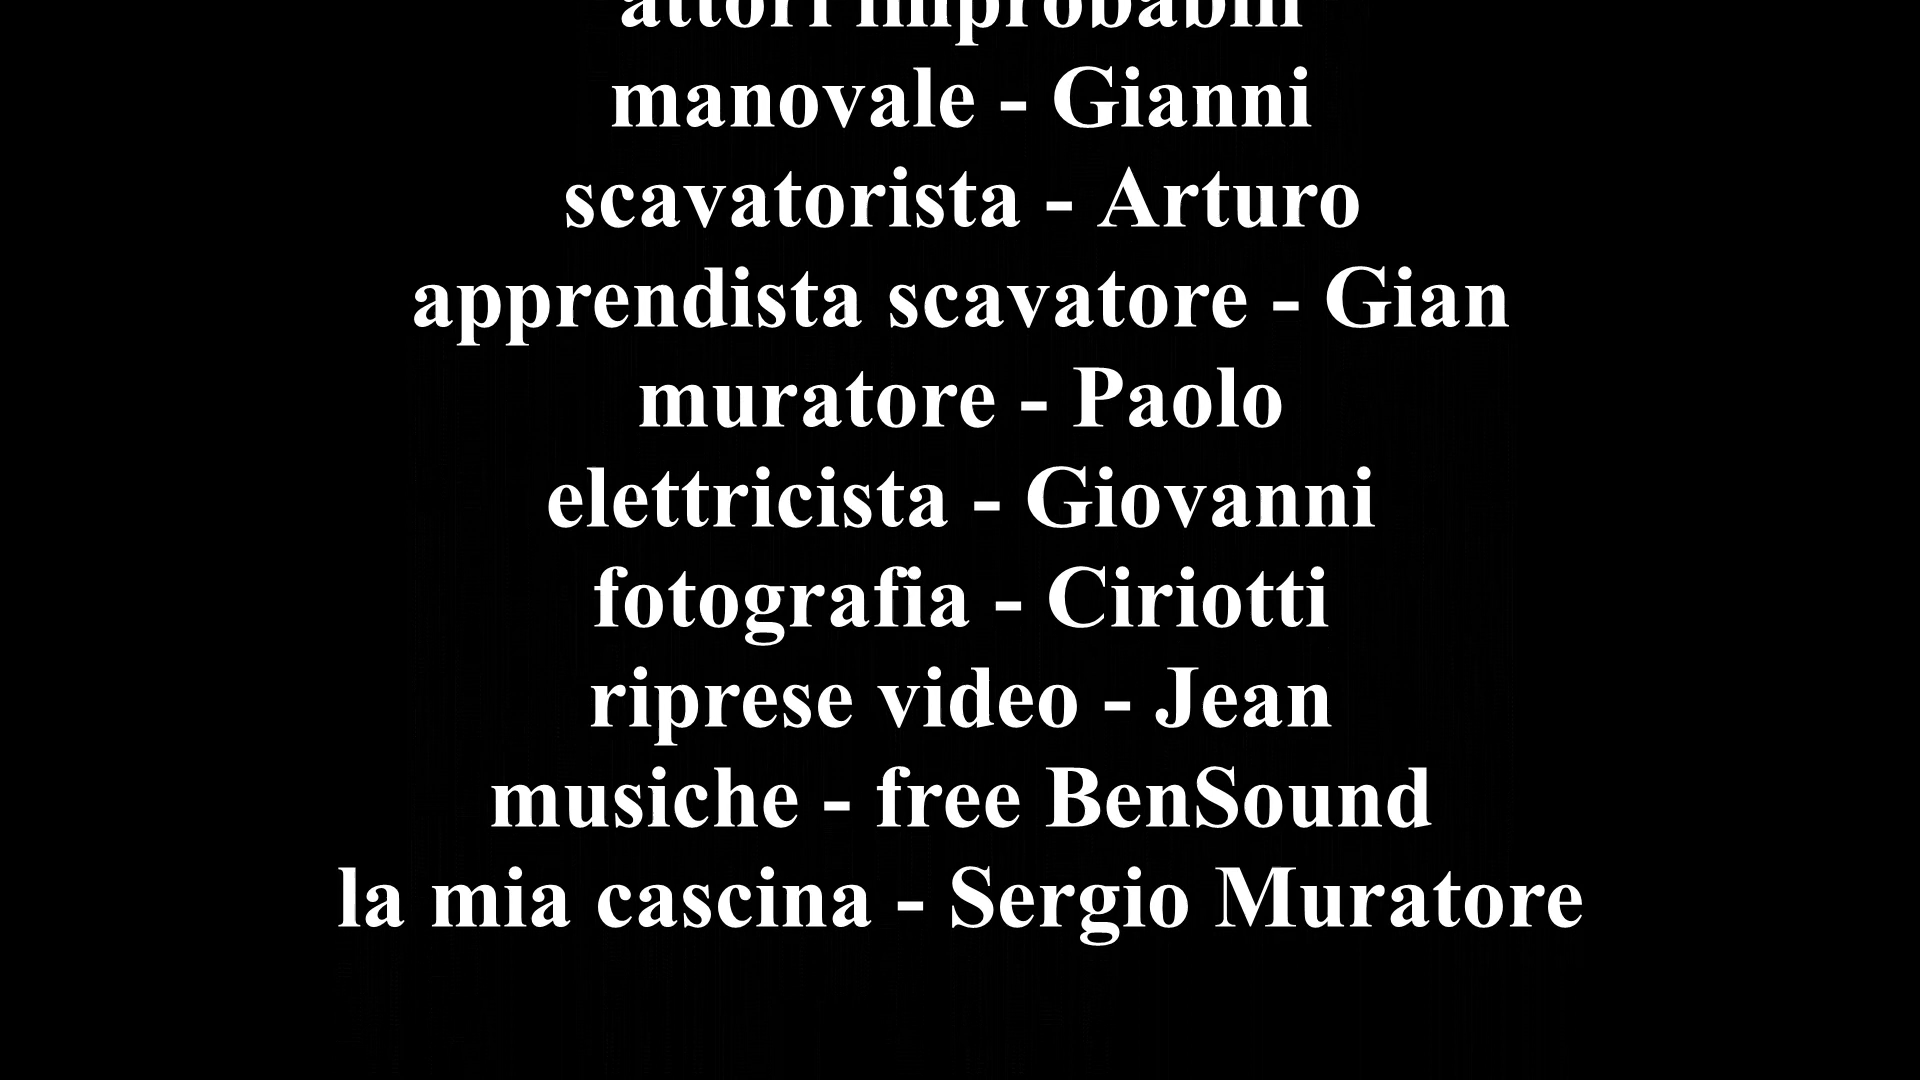 attori improbabili
manovale - Gianni
scavatorista - Arturo
apprendista scavatore - Gian
muratore - Paolo
elettricista - Giovanni
fotografia - Ciriotti
riprese video - Jean
musiche - free BenSound
la mia cascina - Sergio Muratore